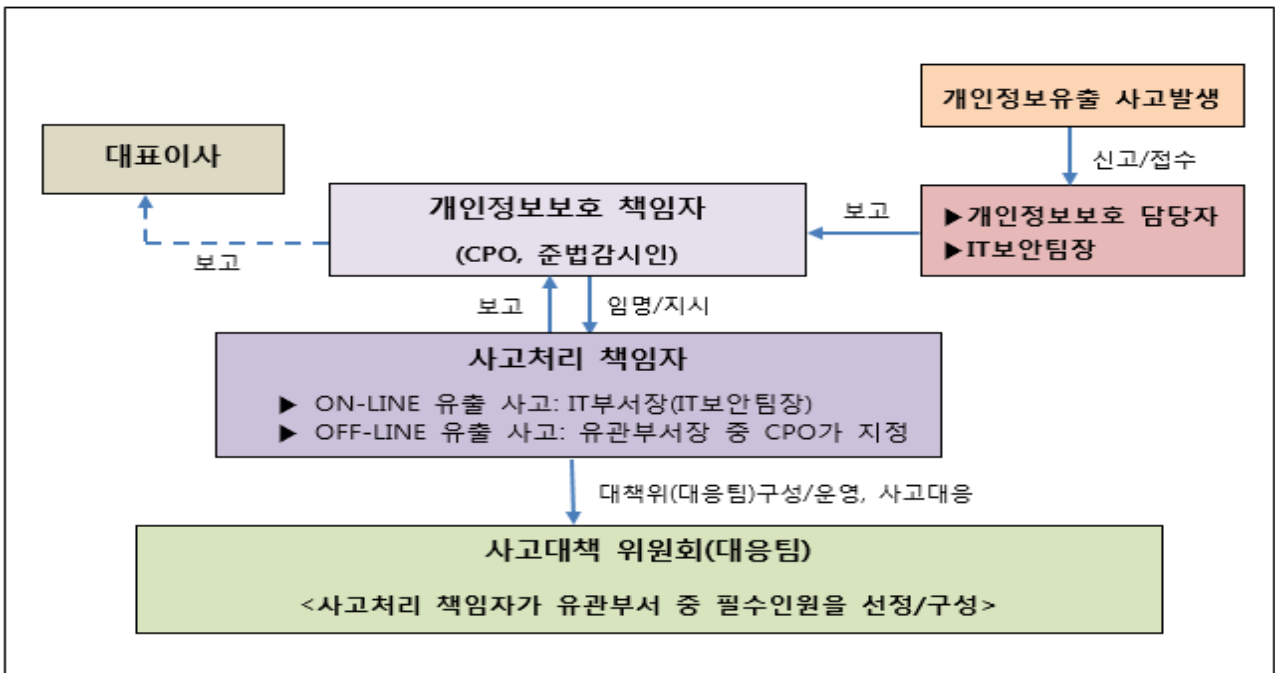 개인정보유출 사고발생
신고/접수
▶개인정보보호 담당자
▶IT보안팀장
보고
개인정보보호 책임자
(CPO, 준법감시인)
대표이사
보고
보고
임명/지시
사고처리 책임자
▶ ON-LINE 유출 사고: IT부서장(IT보안팀장)
▶ OFF-LINE 유출 사고: 유관부서장 중 CPO가 지정
대책위(대응팀)구성/운영, 사고대응
사고대책 위원회(대응팀)
<사고처리 책임자가 유관부서 중 필수인원을 선정/구성>